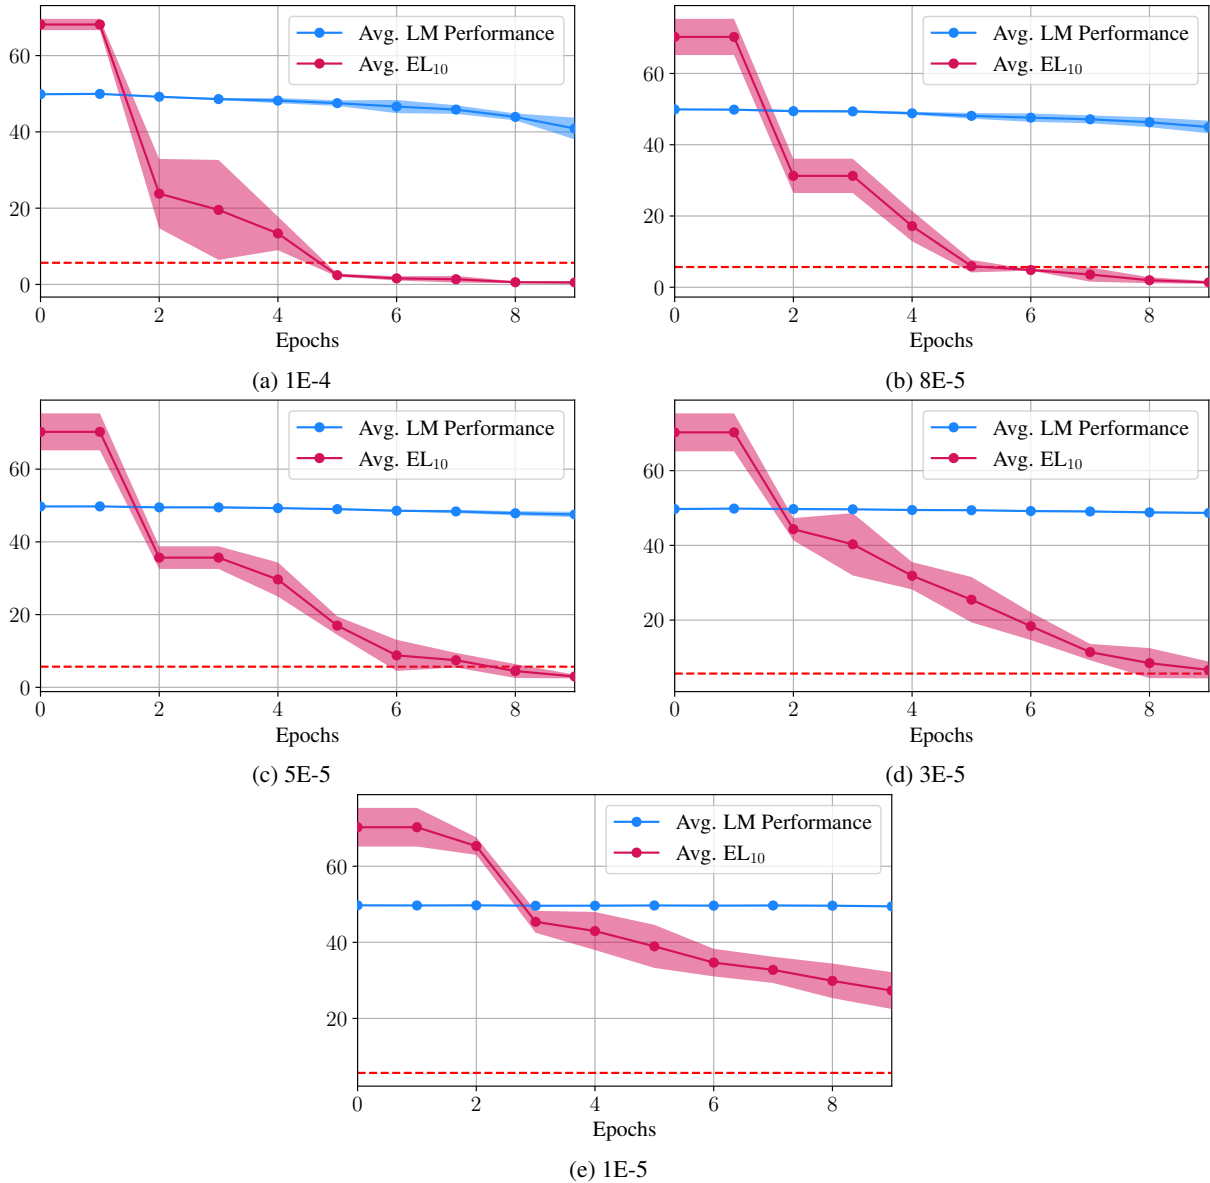 Avg. LM Performance
Avg. EL₁₀
60
40
20
0
0 2 4 6 8
Epochs
(a) 1E-4
Avg. LM Performance
Avg. EL₁₀
60
40
20
0
0 2 4 6 8
Epochs
(b) 8E-5
Avg. LM Performance
Avg. EL₁₀
60
40
20
0
0 2 4 6 8
Epochs
(c) 5E-5
Avg. LM Performance
Avg. EL₁₀
60
40
20
0 2 4 6 8
Epochs
(d) 3E-5
Avg. LM Performance
Avg. EL₁₀
60
40
20
0 2 4 6 8
Epochs
(e) 1E-5